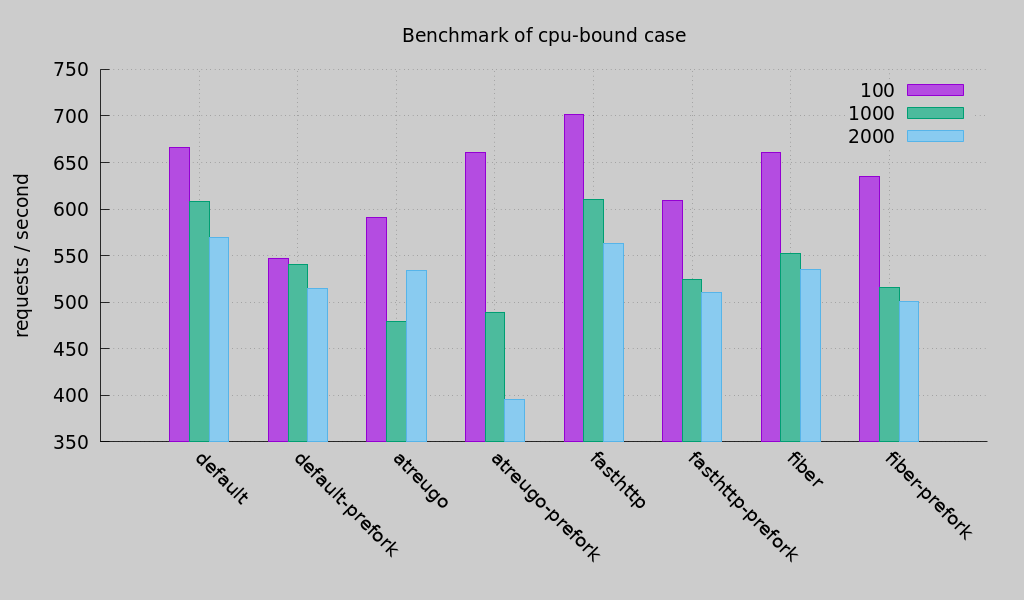 Benchmark of cpu-bound case
750
700
650
600
550
500
450
400
350
requests / second
100
1000
2000
default
default-prefork
atreugo
atreugo-prefork
fasthttp
fasthttp-prefork
fiber
fiber-prefork